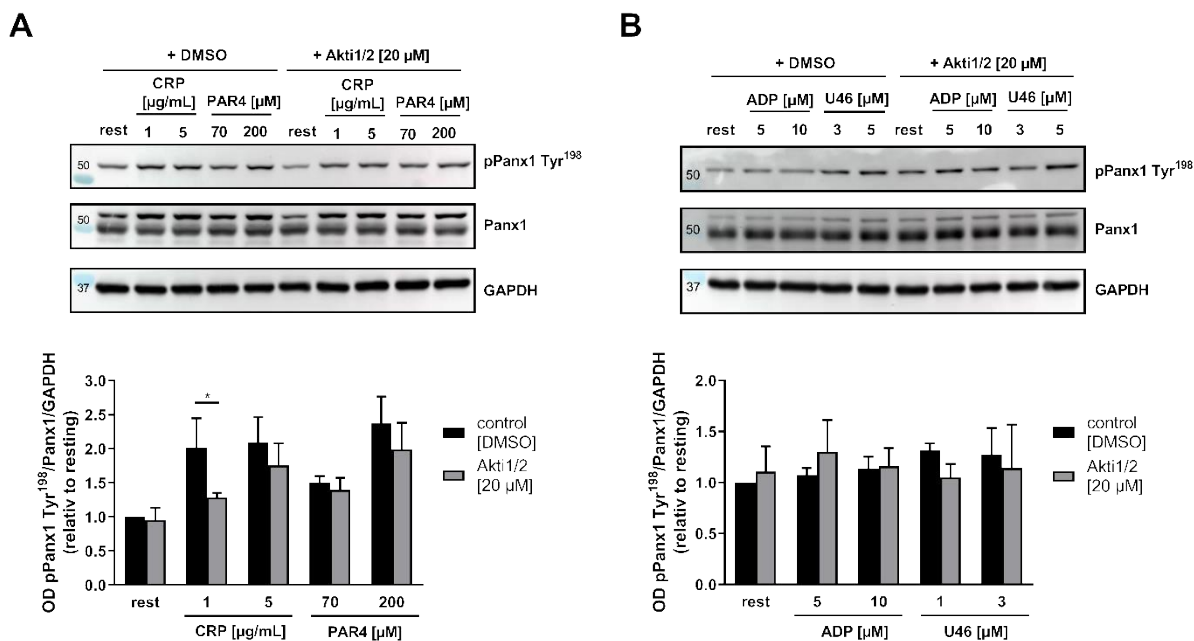 A
+ DMSO + Akti1/2 [20 µM]
CRP [µg/mL] PAR4 [µM] CRP [µg/mL] PAR4 [µM]
rest 1 5 70 200 rest 1 5 70 200
50 pPanx1 Tyr198
50 Panx1
37 GAPDH
OD pPanx1 Tyr198/Panx1/GAPDH
(relativ to resting)
3.0
2.5
2.0
1.5
1.0
0.5
0.0
*
control
[DMSO]
Akti1/2
[20 µM]
rest 1 5 70 200
CRP [µg/mL] PAR4 [µM]
B
+ DMSO + Akti1/2 [20 µM]
ADP [µM] U46 [µM] ADP [µM] U46 [µM]
rest 5 10 3 5 rest 5 10 3 5
50 pPanx1 Tyr198
50 Panx1
37 GAPDH
OD pPanx1 Tyr198/Panx1/GAPDH
(relativ to resting)
2.0
1.5
1.0
0.5
0.0
control
[DMSO]
Akti1/2
[20 µM]
rest 5 10 1 3
ADP [µM] U46 [µM]